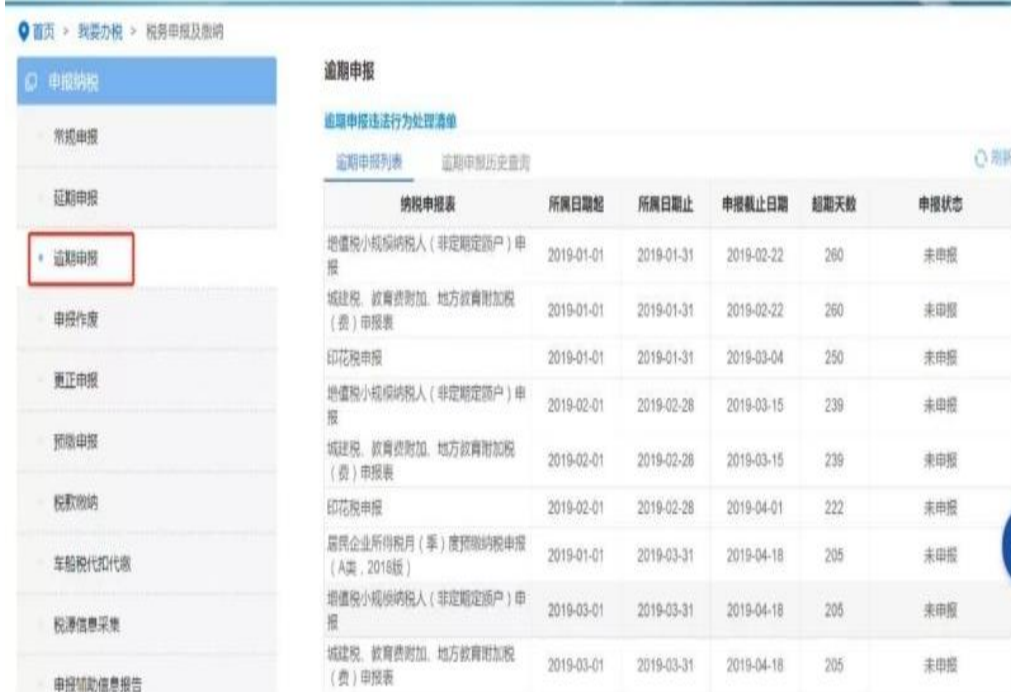 首页 > 我要办税 > 税务申报及缴纳
申报纳税
常规申报
延期申报
逾期申报
申报作废
更正申报
预缴申报
税款缴纳
车船税代扣代缴
税源信息采集
申报辅助信息报告
逾期申报
逾期申报违法行为处理清单
逾期申报列表 逾期申报历史查询 刷新
纳税申报表 所属日期起 所属日期止 申报截止日期 超期天数 申报状态
增值税小规模纳税人（非定期定额户）申
报 2019-01-01 2019-01-31 2019-02-22 260 未申报
城建税、教育费附加、地方教育附加税
（费）申报表 2019-01-01 2019-01-31 2019-02-22 260 未申报
印花税申报 2019-01-01 2019-01-31 2019-03-04 250 未申报
增值税小规模纳税人（非定期定额户）申
报 2019-02-01 2019-02-28 2019-03-15 239 未申报
城建税、教育费附加、地方教育附加税
（费）申报表 2019-02-01 2019-02-28 2019-03-15 239 未申报
印花税申报 2019-02-01 2019-02-28 2019-04-01 222 未申报
居民企业所得税月（季）度预缴纳税申报
（A类，2018版） 2019-01-01 2019-03-31 2019-04-18 205 未申报
增值税小规模纳税人（非定期定额户）申
报 2019-03-01 2019-03-31 2019-04-18 205 未申报
城建税、教育费附加、地方教育附加税
（费）申报表 2019-03-01 2019-03-31 2019-04-18 205 未申报